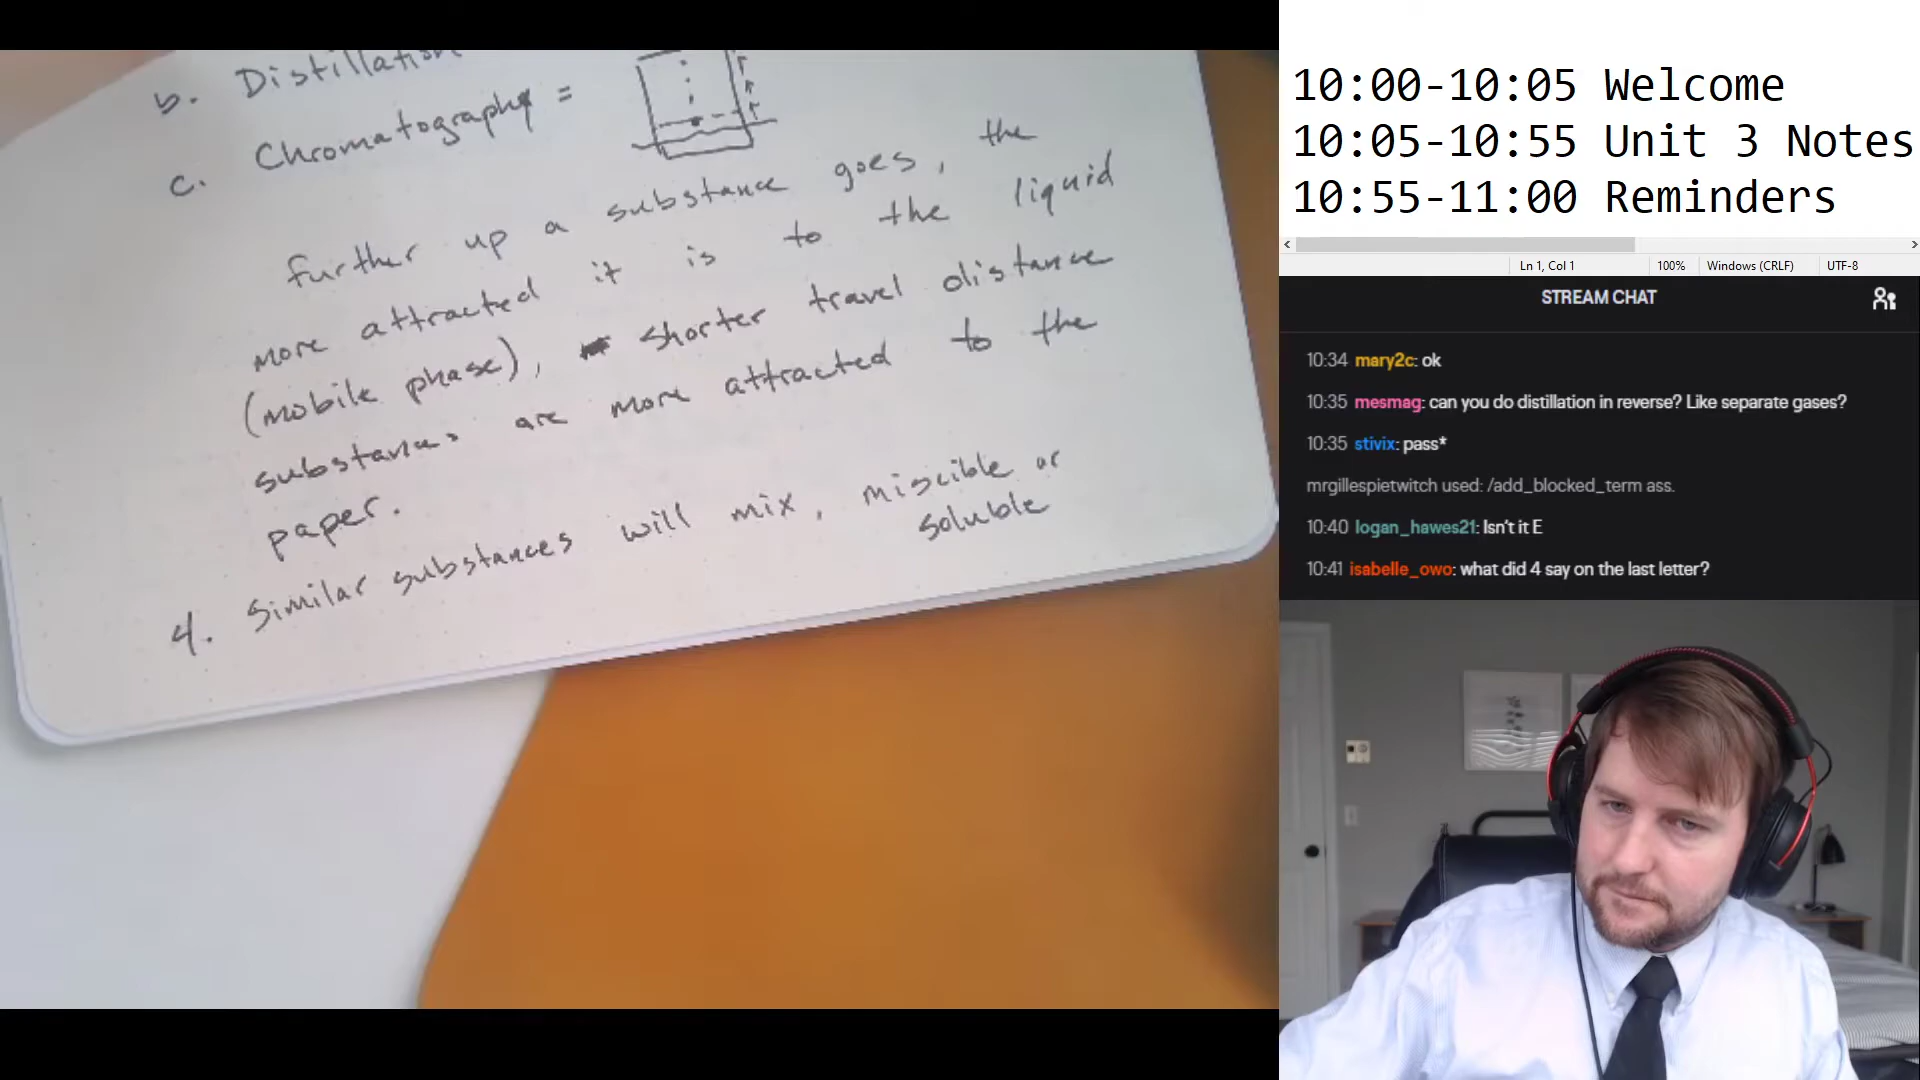 b. Distillation
c. Chromatography =
further up a substance goes, the
more attracted it is to the liquid
(mobile phase), shorter travel distance
substances are more attracted to the
paper.
4. Similar substances will mix, miscible or
soluble
10:00-10:05 Welcome
10:05-10:55 Unit 3 Notes
10:55-11:00 Reminders
Ln 1, Col 1 100% Windows (CRLF) UTF-8
STREAM CHAT
10:34 mary2c: ok
10:35 mesmag: can you do distillation in reverse? Like separate gases?
10:35 stivix: pass*
mrgillespietwitch used: /add_blocked_term ass.
10:40 logan_hawes21: Isn't it E
10:41 isabelle_owo: what did 4 say on the last letter?